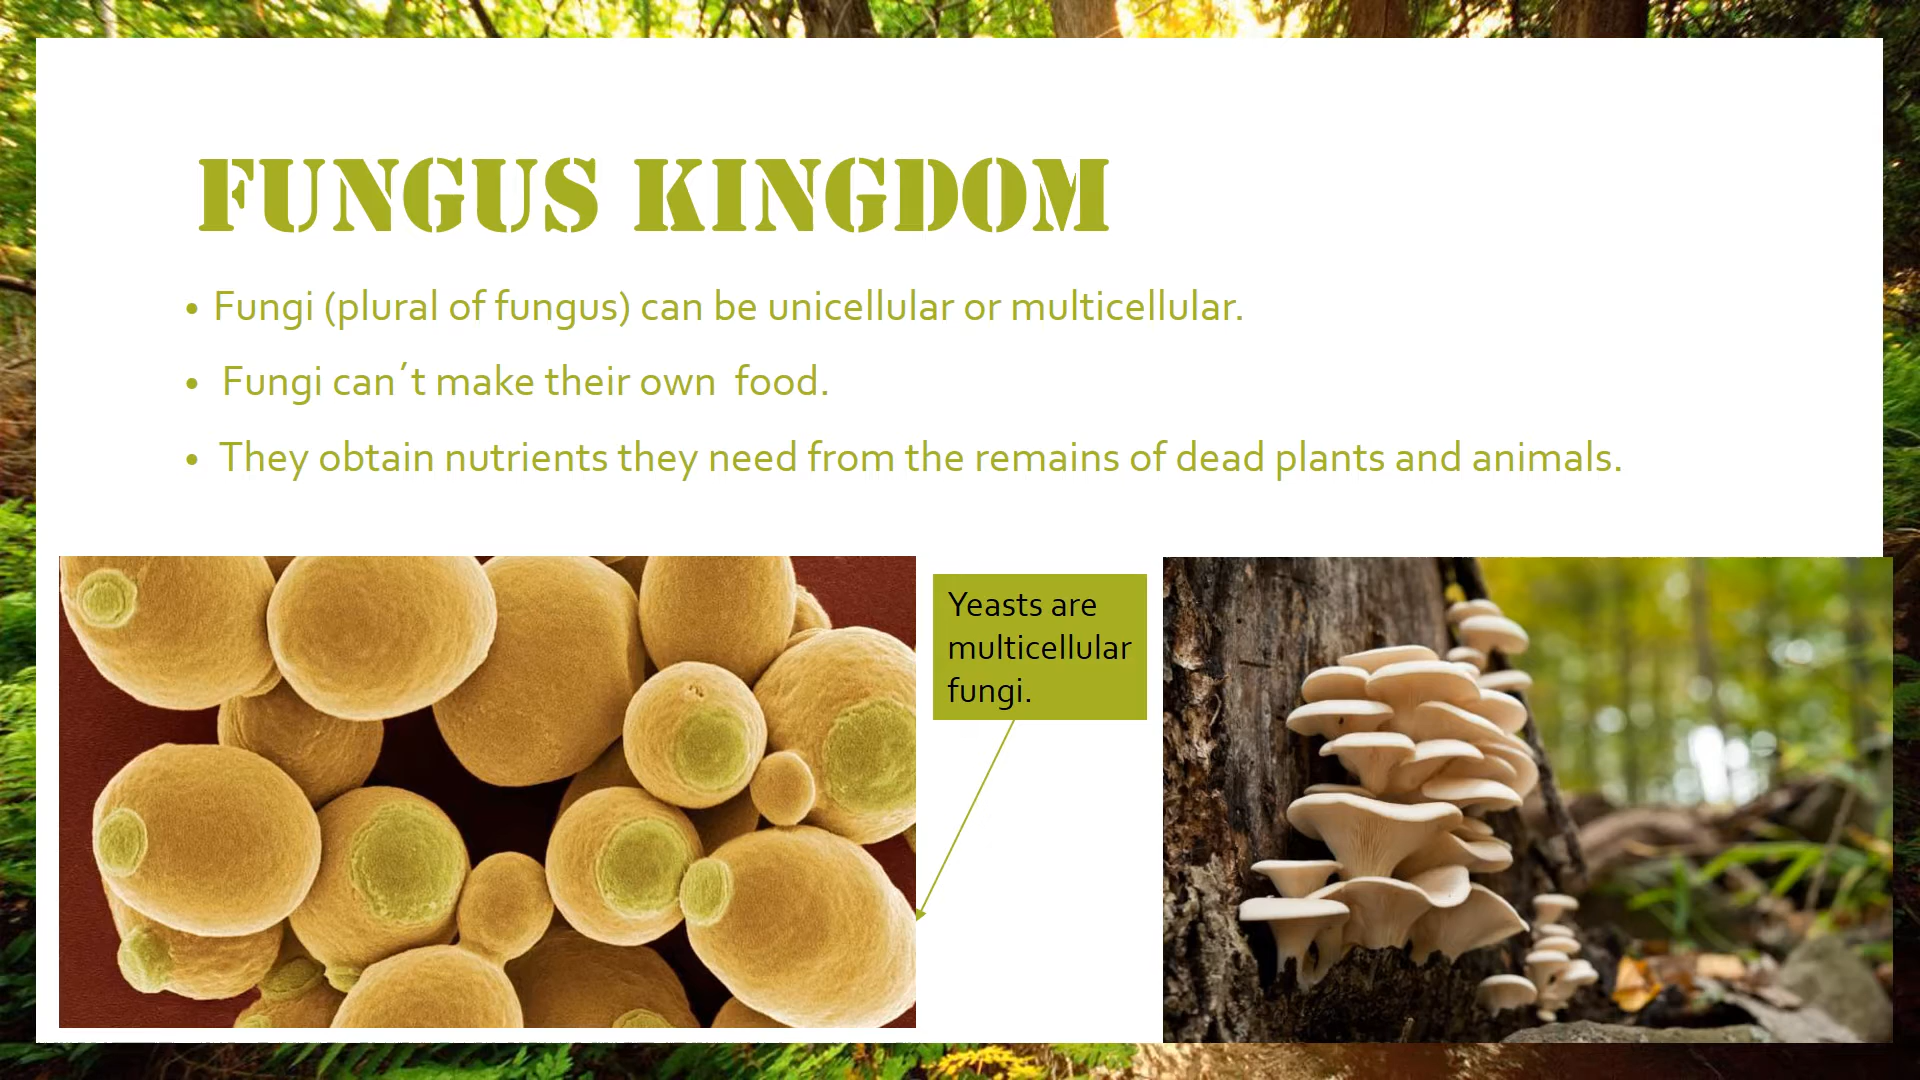 FUNGUS KINGDOM
• Fungi (plural of fungus) can be unicellular or multicellular.
• Fungi can´t make their own  food.
• They obtain nutrients they need from the remains of dead plants and animals.
Yeasts are
multicellular
fungi.